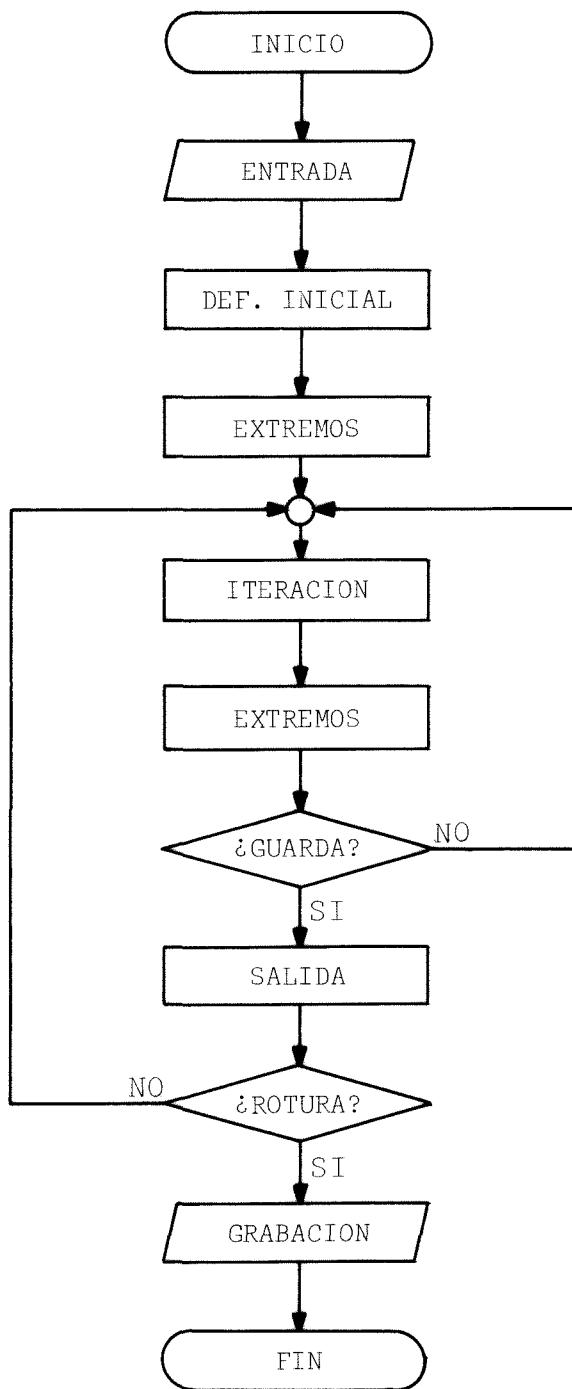 INICIO
ENTRADA
DEF. INICIAL
EXTREMOS
ITERACION
EXTREMOS
¿GUARDA?
NO
SI
SALIDA
NO
¿ROTURA?
SI
GRABACION
FIN